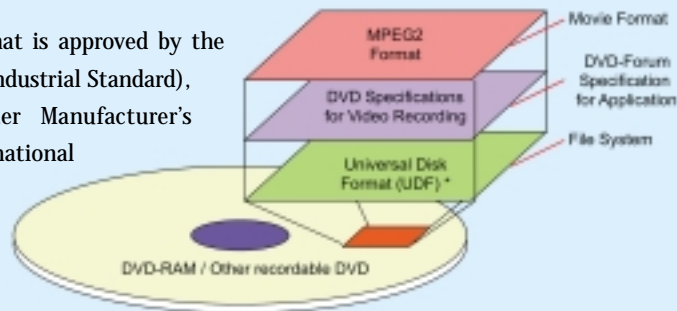 at is approved by the
ndustrial Standard),
er Manufacturer's
national
MPEG2
Format
DVD Specifications
for Video Recording
Universal Disk
Format (UDF) *
DVD-RAM / Other recordable DVD
Movie Format
DVD-Forum
Specification
for Application
File System